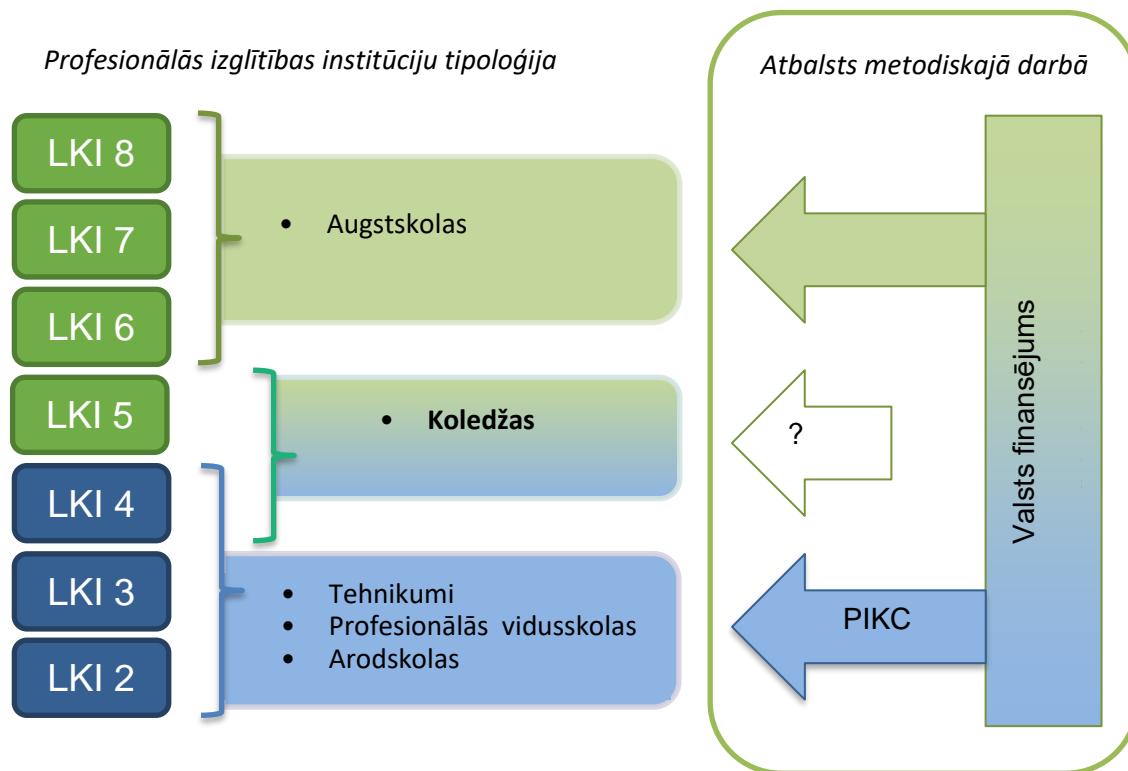 Profesionālās izglītības institūciju tipoloģija
LKI 8
LKI 7
LKI 6
LKI 5
LKI 4
LKI 3
LKI 2
• Augstskolas
• Koledžas
• Tehnikumi
• Profesionālās vidusskolas
• Arodskolas
Atbalsts metodiskajā darbā
?
PIKC
Valsts finansējums